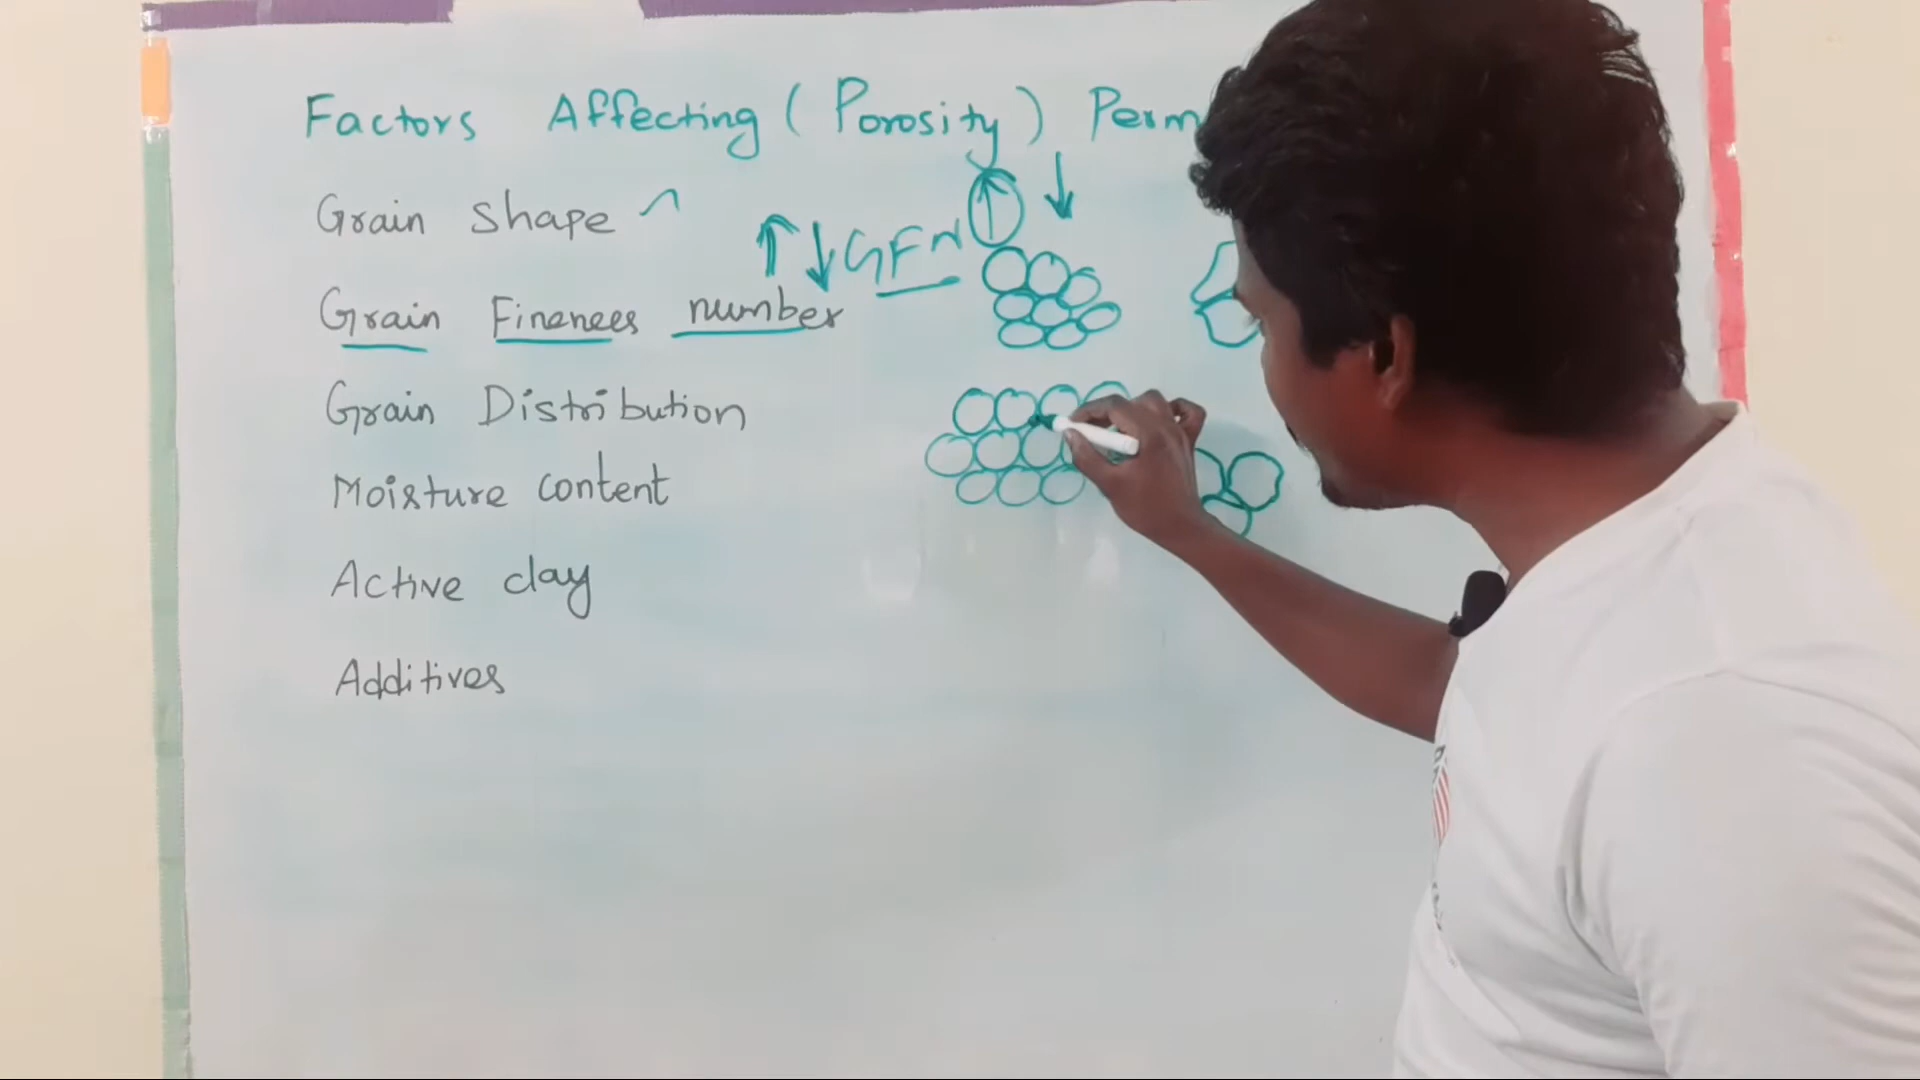 Factors Affecting (Porosity) Perm
Grain shape
GFN
Grain Finenees number
Grain Distribution
Moisture content
Active clay
Additives